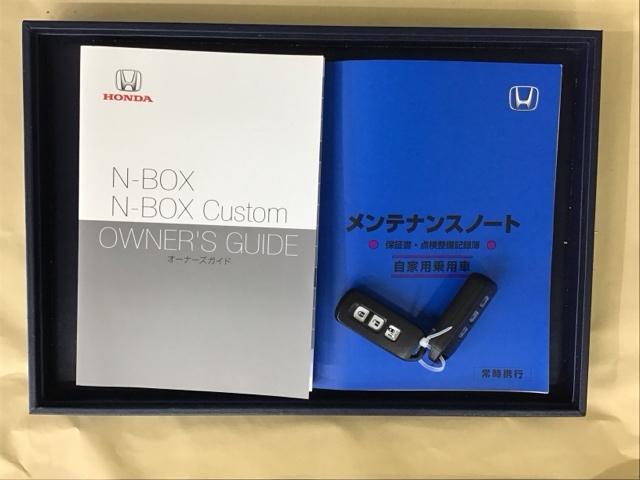 HONDA
N-BOX
N-BOX Custom
OWNER'S GUIDE
オーナーズガイド
メンテナンスノート
保証書・点検整備記録簿
自家用乗用車
常時携行